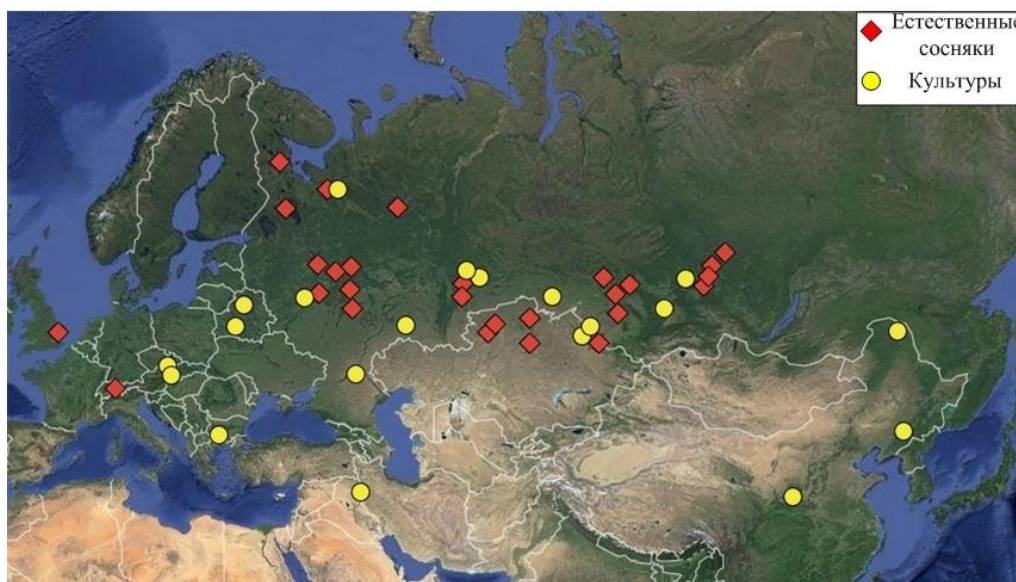 Естественные
сосняки
Культуры